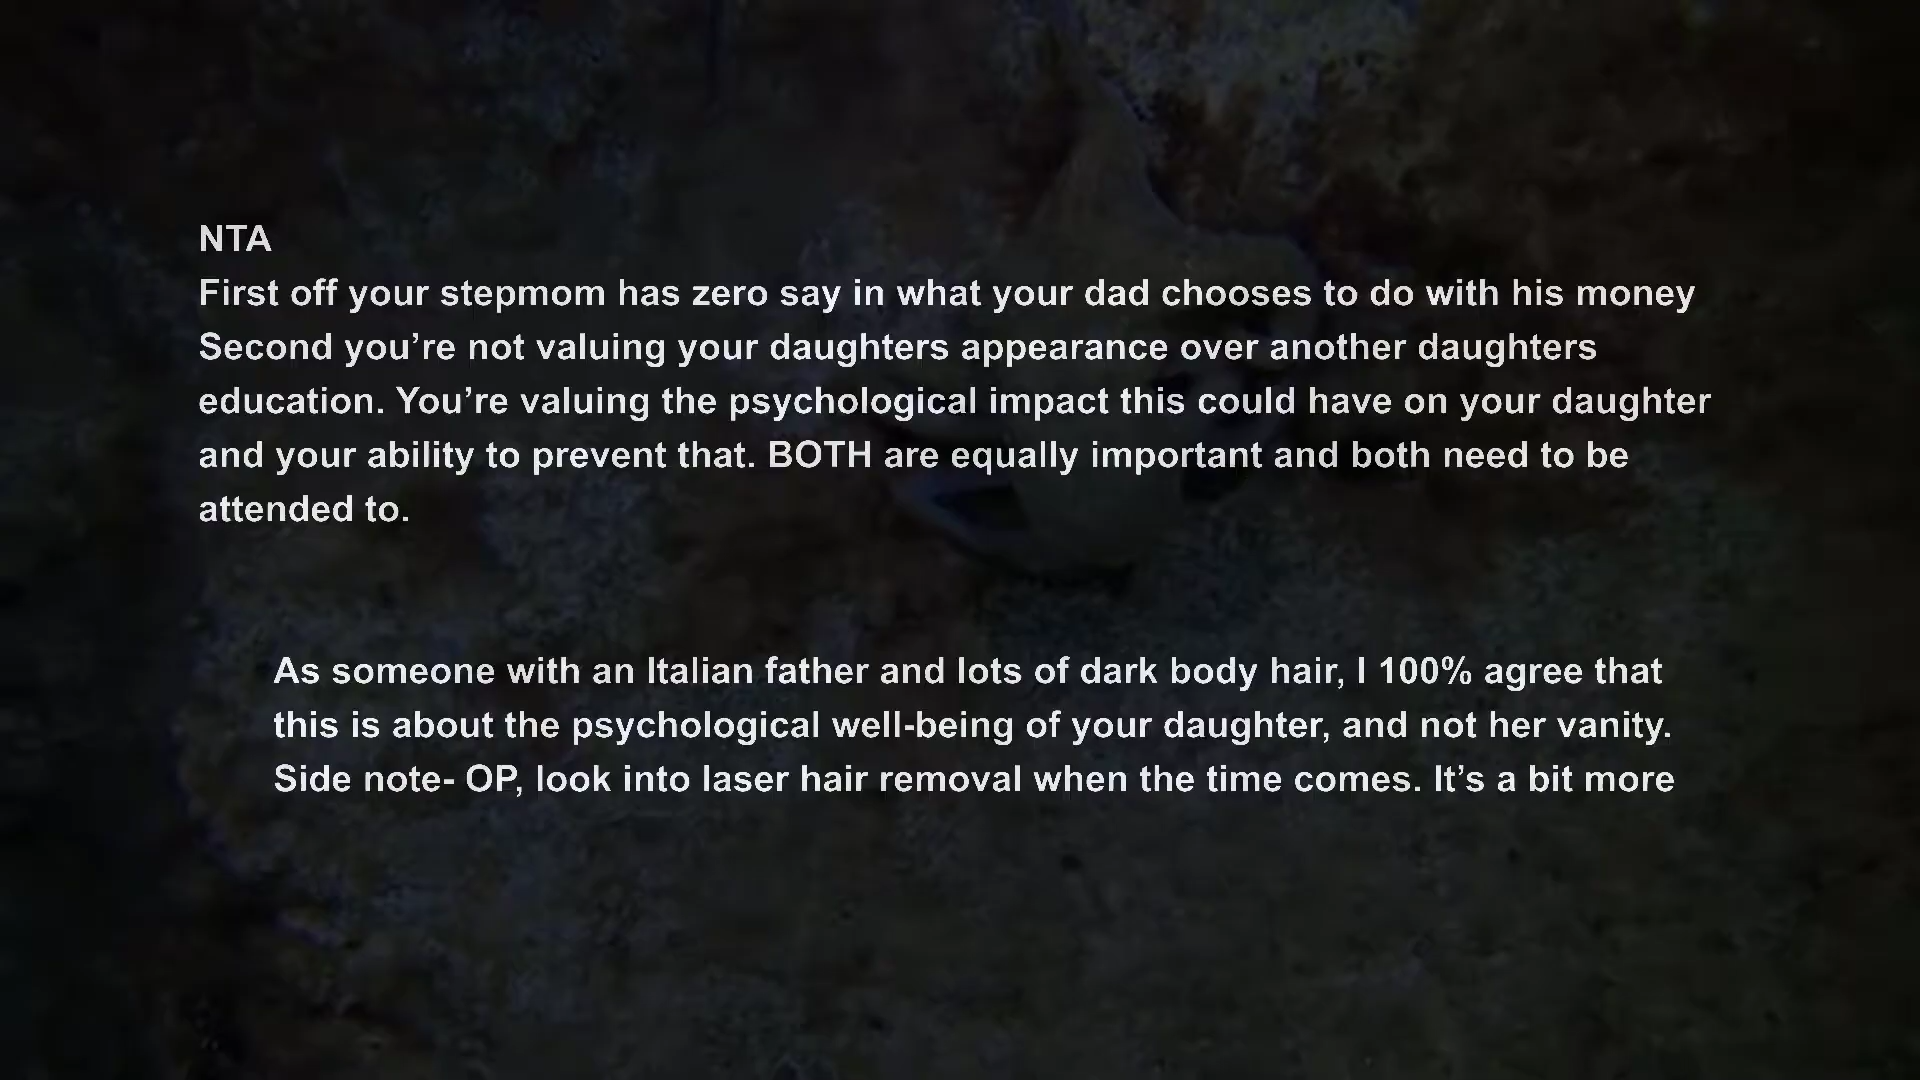 NTA
First off your stepmom has zero say in what your dad chooses to do with his money
Second you’re not valuing your daughters appearance over another daughters
education. You’re valuing the psychological impact this could have on your daughter
and your ability to prevent that. BOTH are equally important and both need to be
attended to.
As someone with an Italian father and lots of dark body hair, I 100% agree that
this is about the psychological well-being of your daughter, and not her vanity.
Side note- OP, look into laser hair removal when the time comes. It’s a bit more